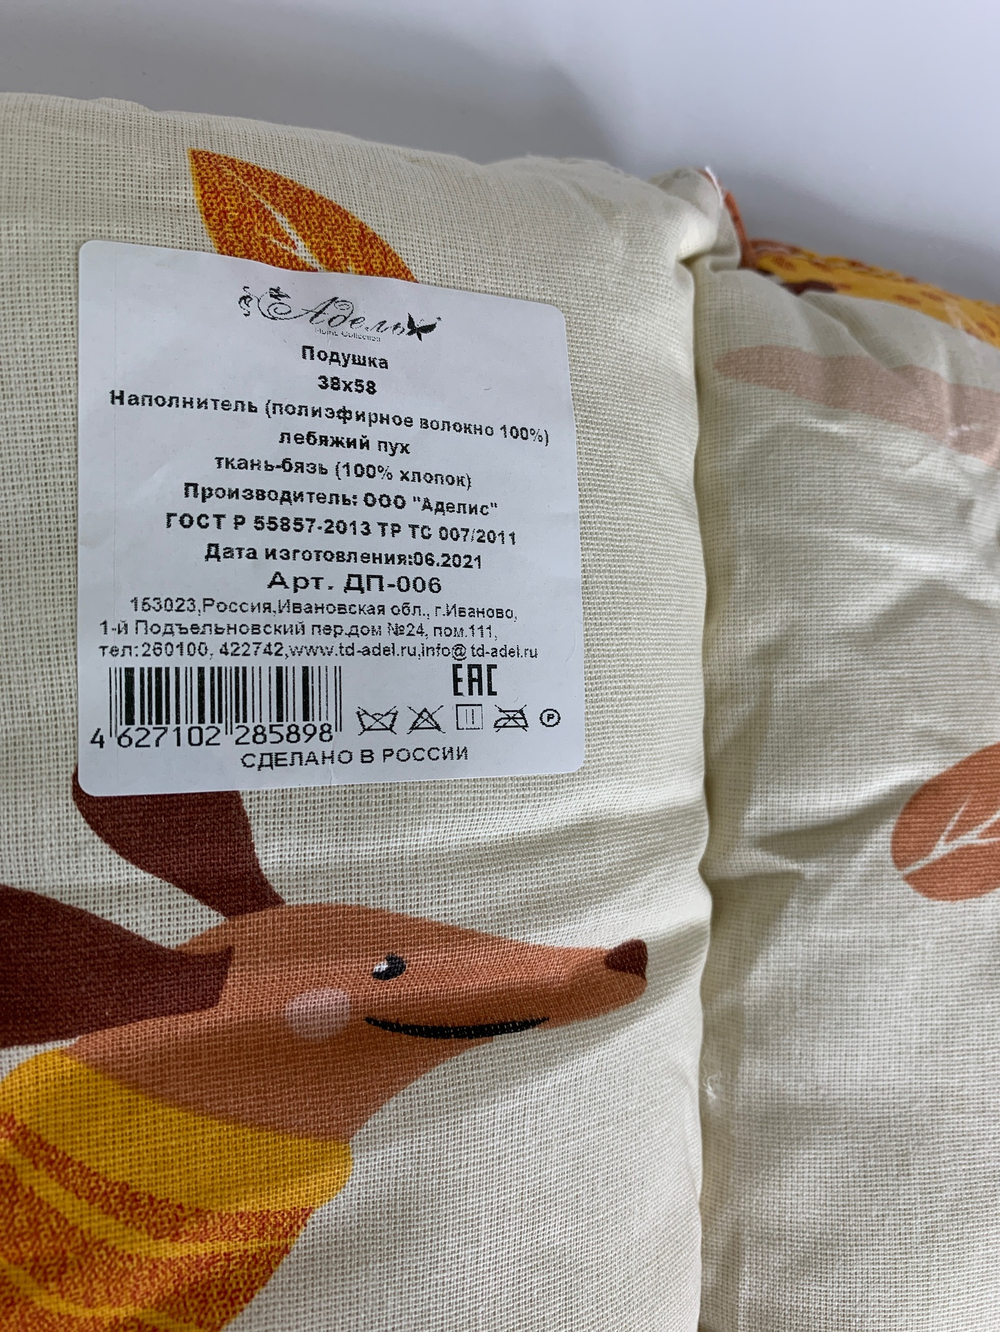 Адель
Home Collection
Подушка
38х58
Наполнитель (полиэфирное волокно 100%)
лебяжий пух
ткань-бязь (100% хлопок)
Производитель: ООО "Аделис"
ГОСТ Р 55857-2013 ТР ТС 007/2011
Дата изготовления:06.2021
Арт. ДП-006
153023,Россия,Ивановская обл., г.Иваново,
1-й Подъельновский пер.дом №24, пом.111,
тел:260100, 422742,www.td-adel.ru,info@td-adel.ru
ЕАС
4 627102 285898
P
СДЕЛАНО В РОССИИ